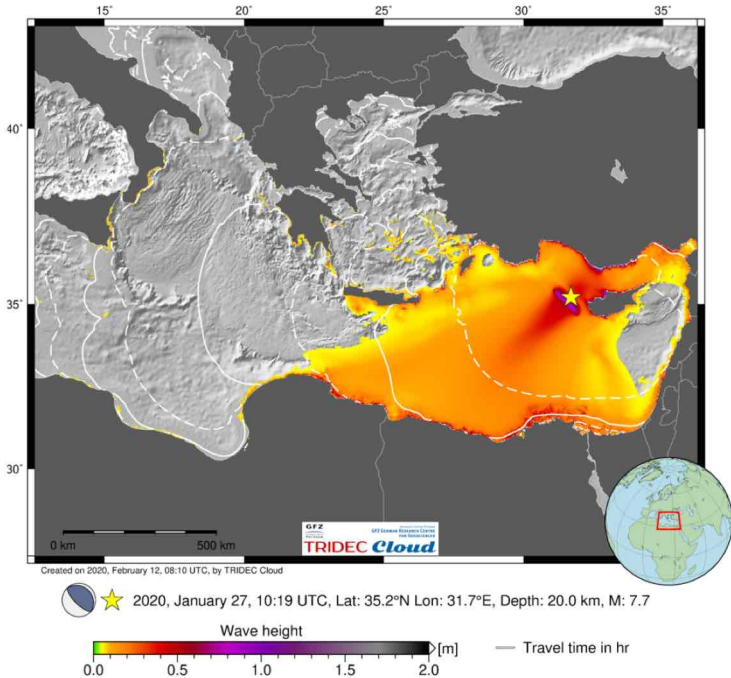 15° 20° 25° 30° 35°
40°
35°
30°
0 km 500 km
GFZ
GFZ German Research Centre
for Geosciences
TRIDEC Cloud
Created on 2020, February 12, 08:10 UTC, by TRIDEC Cloud
2020, January 27, 10:19 UTC, Lat: 35.2°N Lon: 31.7°E, Depth: 20.0 km, M: 7.7
Wave height
[m]
Travel time in hr
0.0 0.5 1.0 1.5 2.0